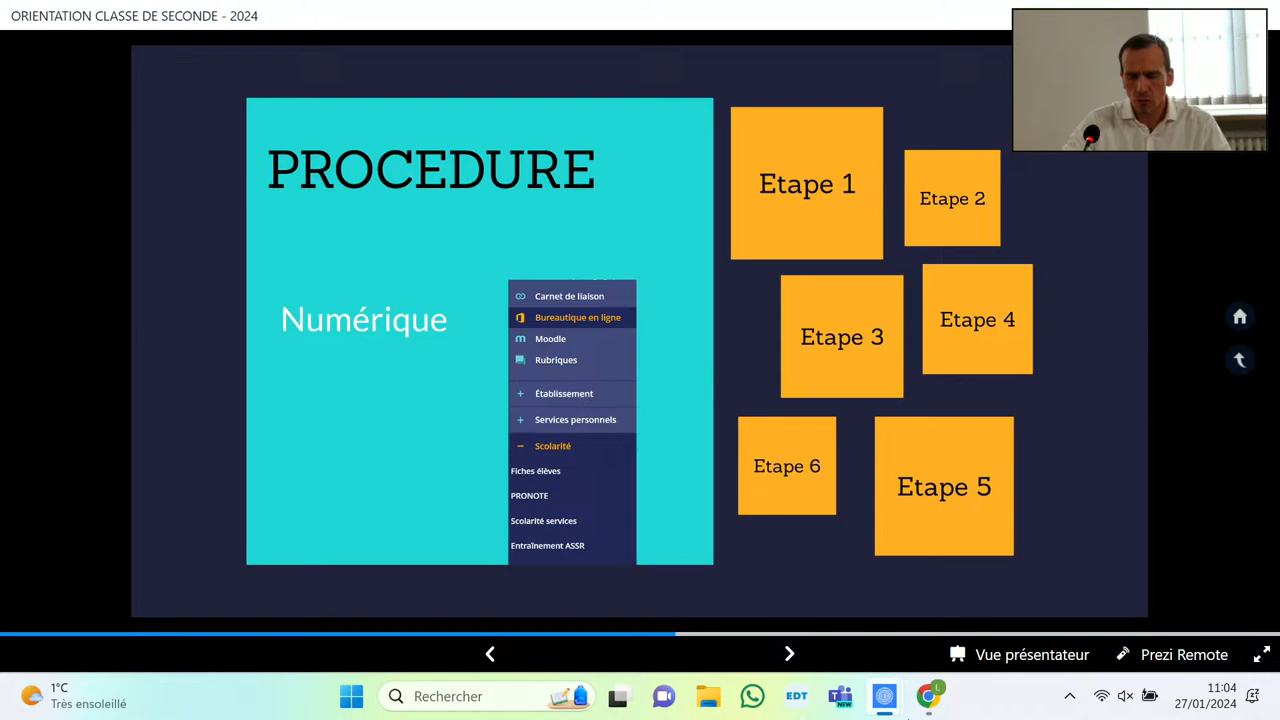 ORIENTATION CLASSE DE SECONDE - 2024
PROCEDURE
Numérique
Carnet de liaison
Bureautique en ligne
Moodle
Rubriques
Établissement
Services personnels
Scolarité
Fiches élèves
PRONOTE
Scolarité services
Entraînement ASSR
Etape 1
Etape 2
Etape 3
Etape 4
Etape 6
Etape 5
Vue présentateur
Prezi Remote
1°C
Très ensoleillé
Rechercher
EDT
NEW
L
11:04
27/01/2024